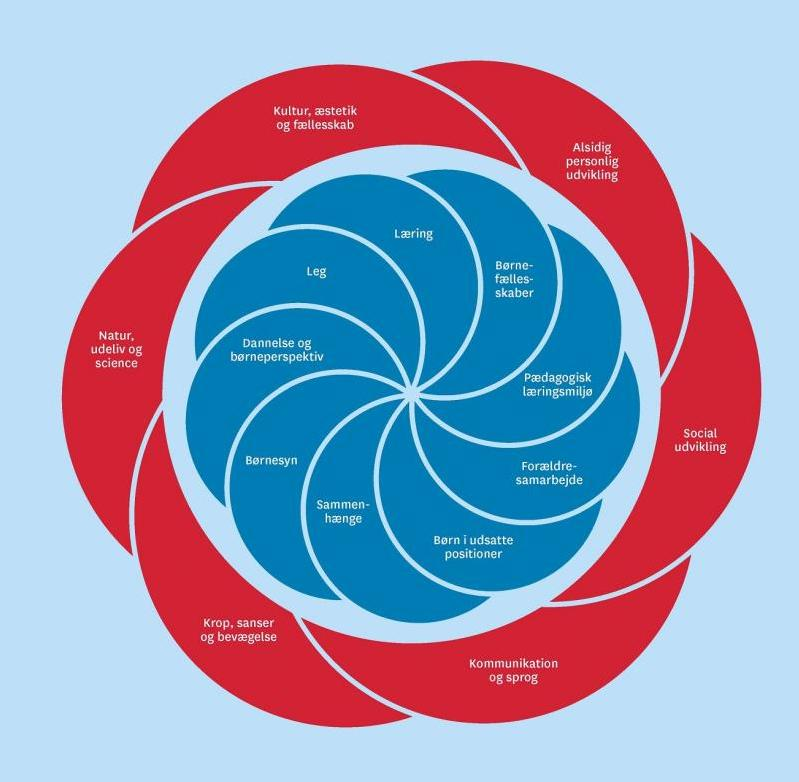 Kultur, æstetik
og fællesskab
Alsidig
personlig
udvikling
Social
udvikling
Kommunikation
og sprog
Krop, sanser
og bevægelse
Natur,
udeliv og
science
Læring
Børne-
fælles-
skaber
Pædagogisk
læringsmiljø
Forældre-
samarbejde
Børn i udsatte
positioner
Sammen-
hænge
Børnesyn
Dannelse og
børneperspektiv
Leg